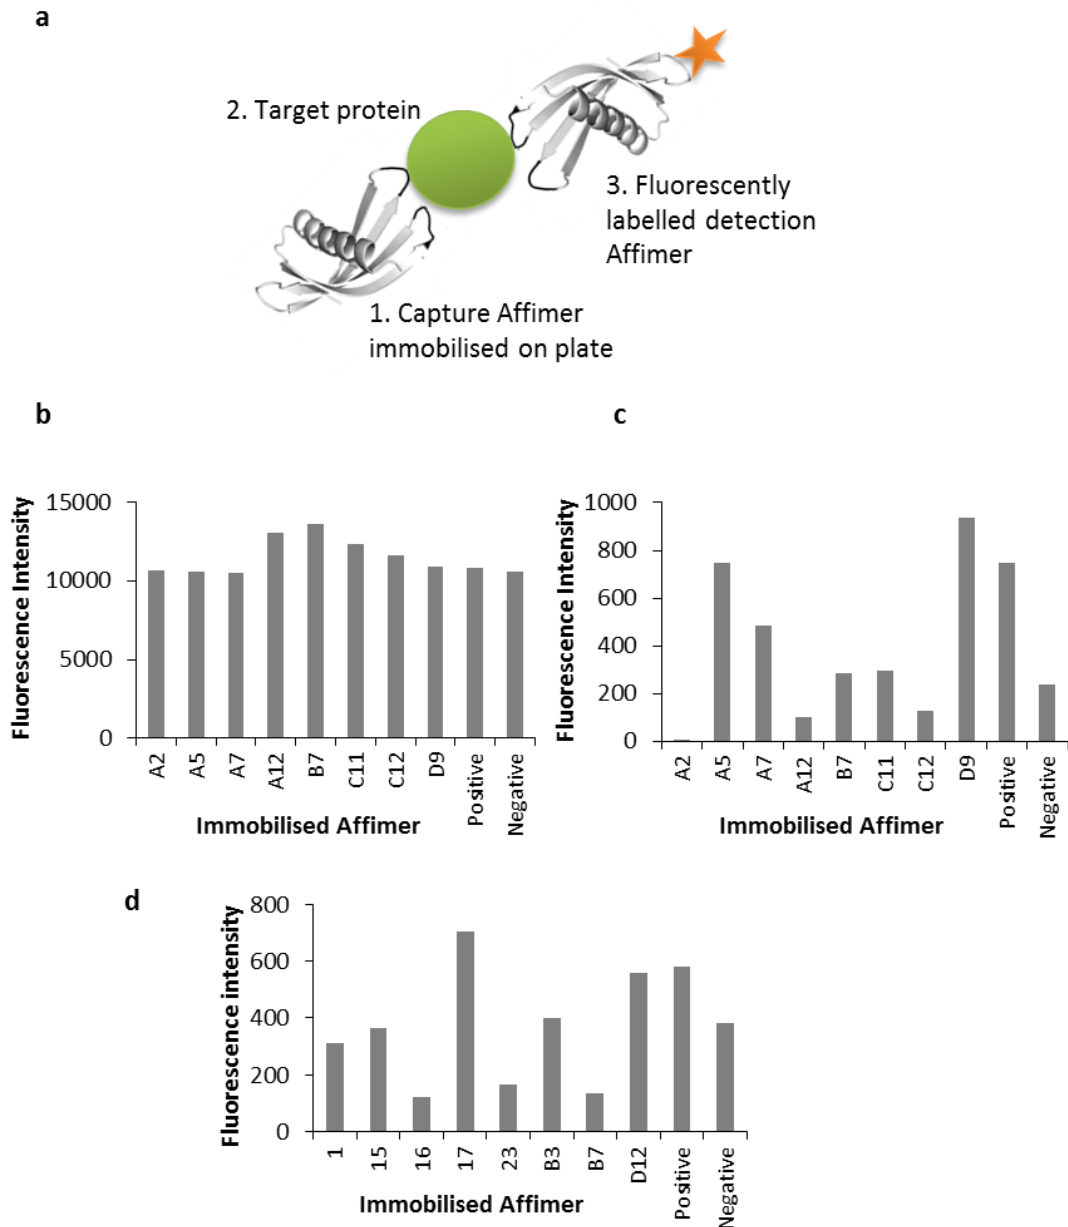 a
2. Target protein
3. Fluorescently
labelled detection
Affimer
1. Capture Affimer
immobilised on plate
b
Fluorescence Intensity
15000
10000
5000
0
A2 A5 A7 A12 B7 C11 C12 D9 Positive Negative
Immobilised Affimer
c
Fluorescence Intensity
1000
800
600
400
200
0
A2 A5 A7 A12 B7 C11 C12 D9 Positive Negative
Immobilised Affimer
d
Fluorescence intensity
800
600
400
200
0
1 15 16 17 23 B3 B7 D12 Positive Negative
Immobilised Affimer